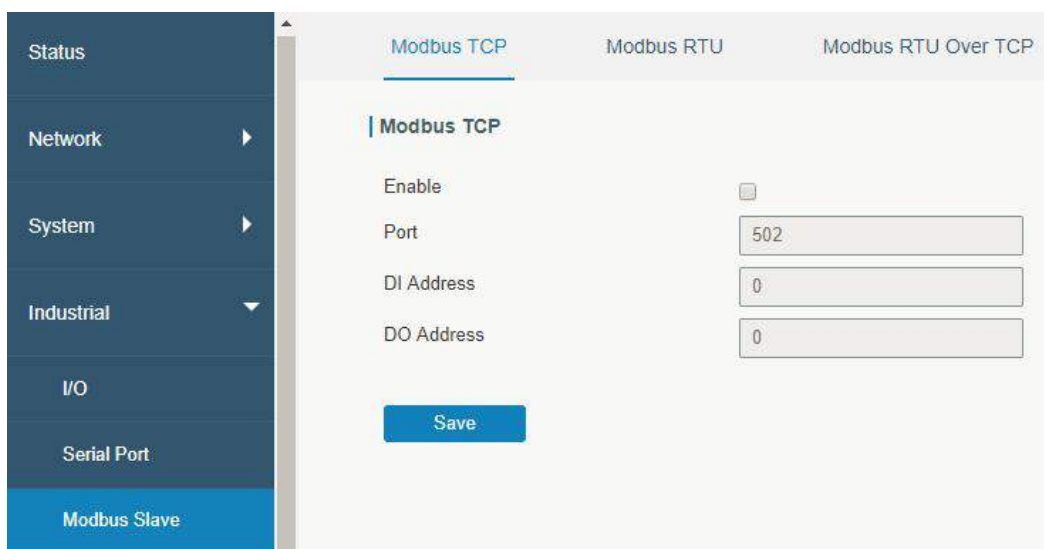 Status
Network
System
Industrial
I/O
Serial Port
Modbus Slave
Modbus TCP Modbus RTU Modbus RTU Over TCP
Modbus TCP
Enable
Port 502
DI Address 0
DO Address 0
Save